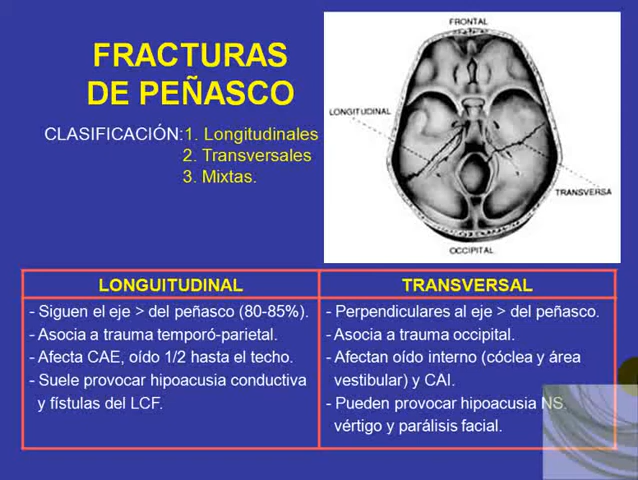 FRACTURAS
DE PEÑASCO
CLASIFICACIÓN:1. Longitudinales
2. Transversales
3. Mixtas.
FRONTAL
LONGITUDINAL
TRANSVERSA
OCCIPITAL
LONGUITUDINAL
- Siguen el eje > del peñasco (80-85%).
- Asocia a trauma temporó-parietal.
- Afecta CAE, oído 1/2 hasta el techo.
- Suele provocar hipoacusia conductiva
y fístulas del LCF.
TRANSVERSAL
- Perpendiculares al eje > del peñasco.
- Asocia a trauma occipital.
- Afectan oído interno (cóclea y área
vestibular) y CAI.
- Pueden provocar hipoacusia NS.
vértigo y parálisis facial.